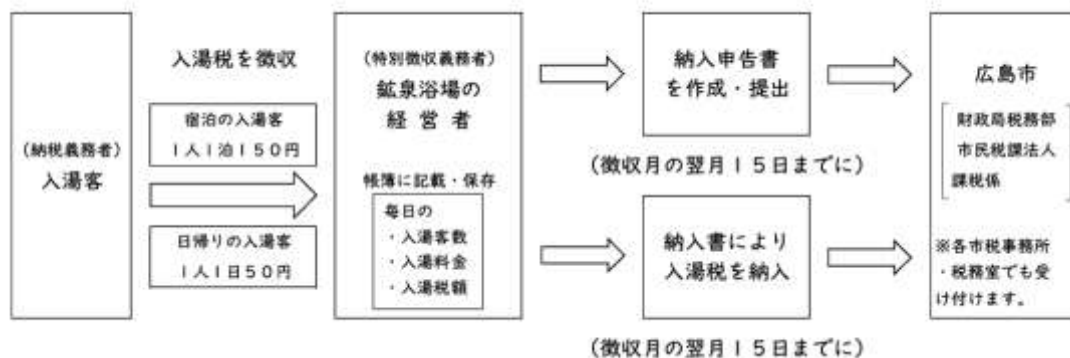 (納税義務者)
入湯客
入湯税を徴収
宿泊の入湯客
1人1泊150円
日帰りの入湯客
1人1日50円
(特別徴収義務者)
鉱泉浴場の
経営者
帳簿に記載・保存
毎日の
・入湯客数
・入湯料金
・入湯税額
納入申告書
を作成・提出
(徴収月の翌月15日までに)
納入書により
入湯税を納入
(徴収月の翌月15日までに)
広島市
財政局税務部
市民税課法人
課税係
※各市税事務所
・税務室でも受
け付けます。